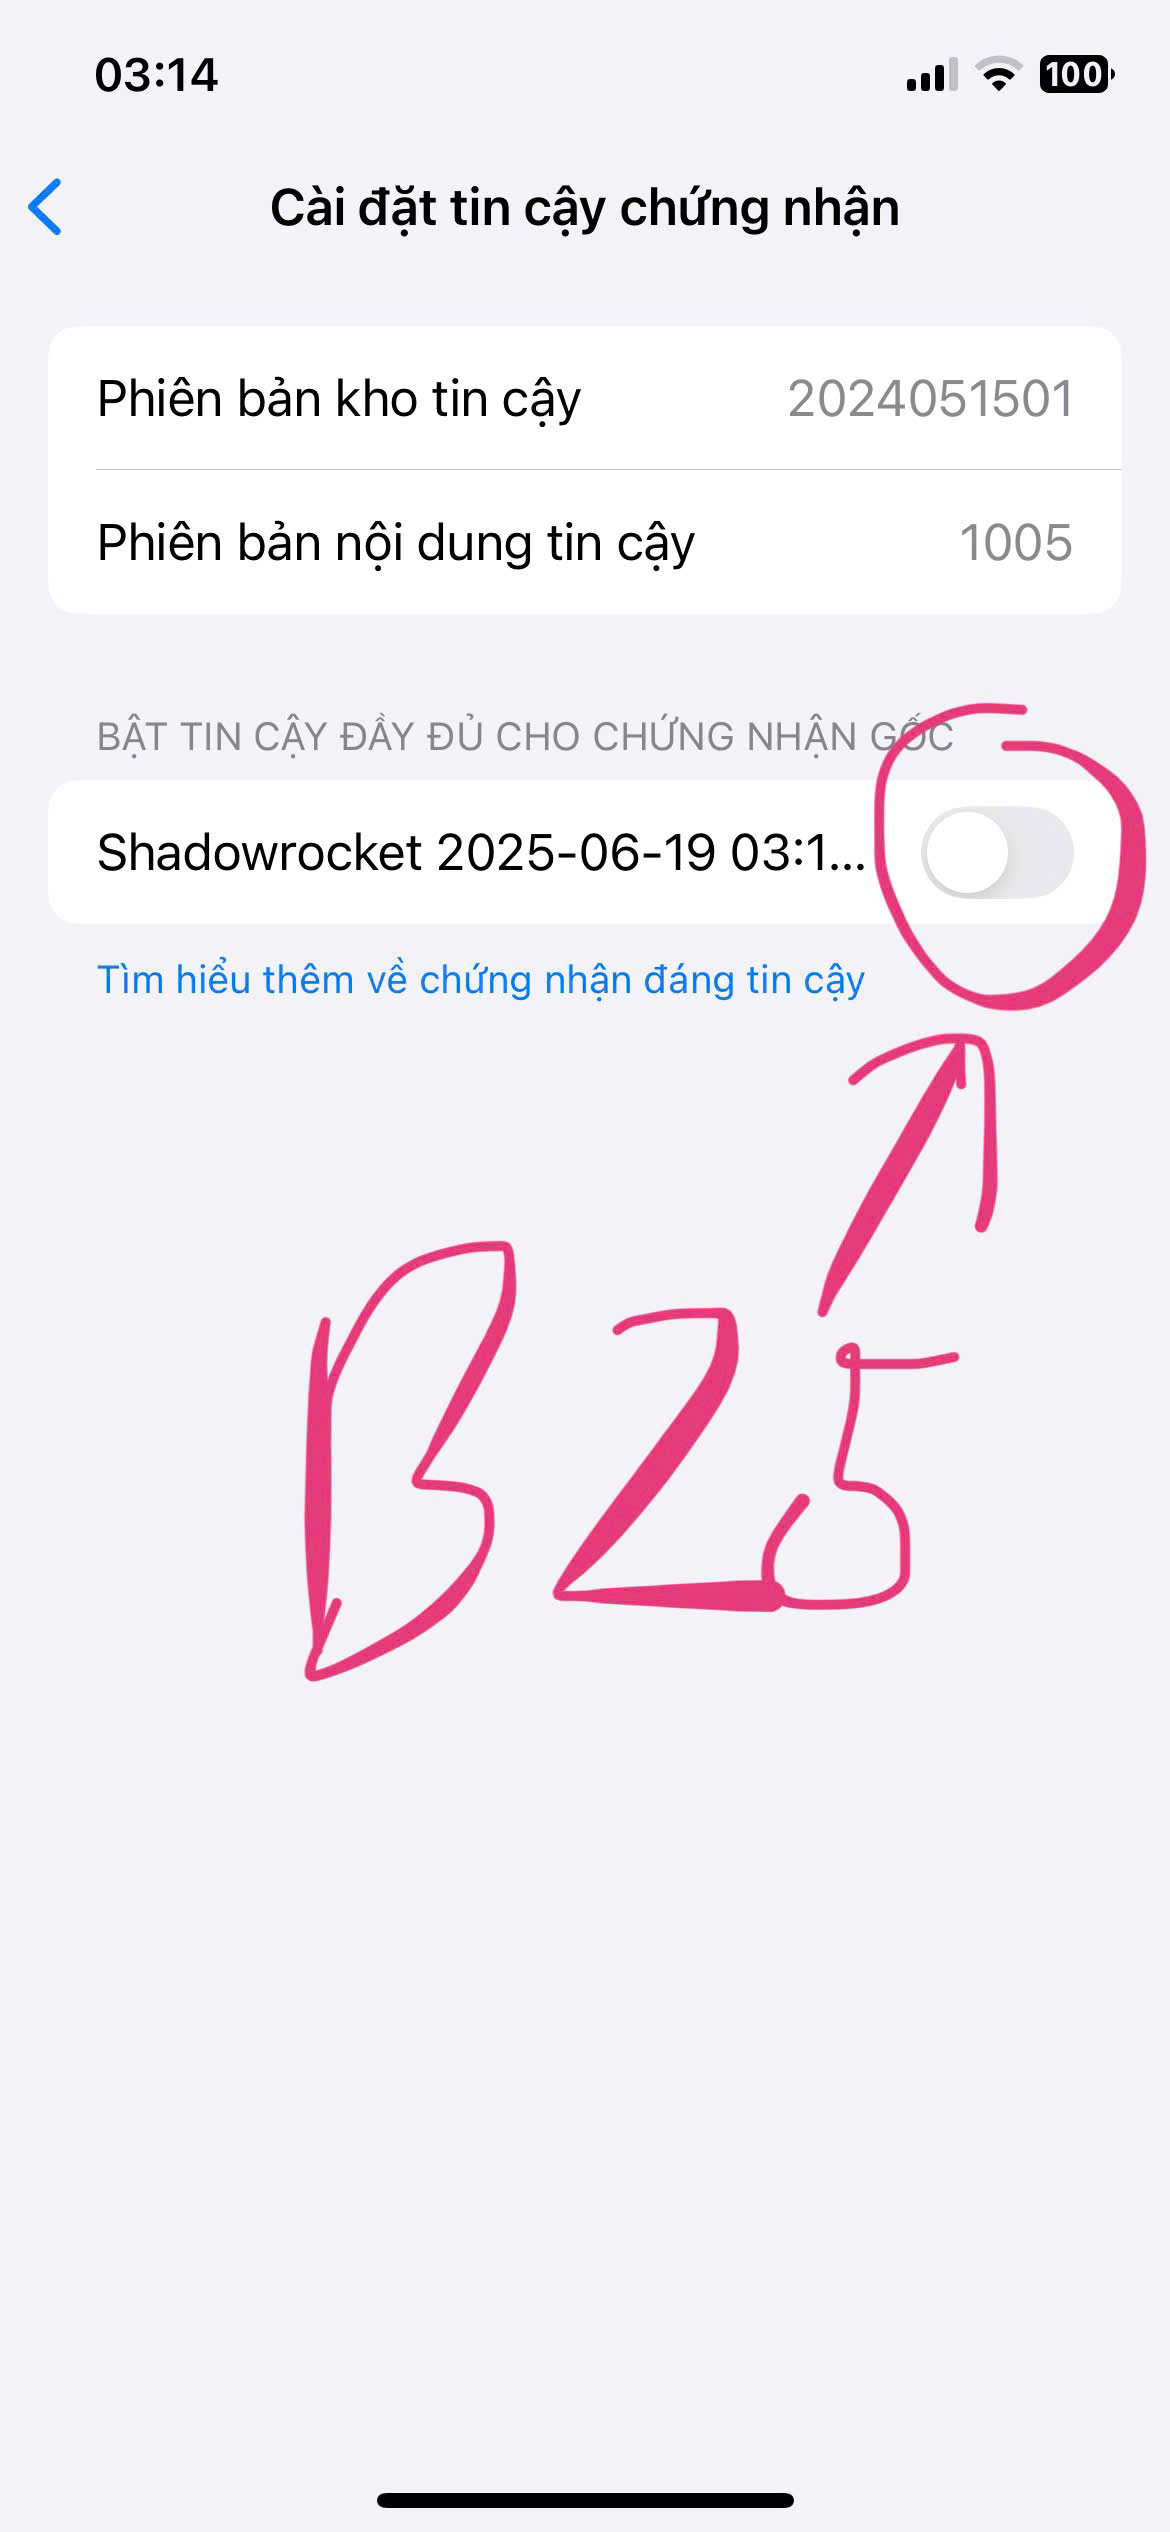 03:14
100
Cài đặt tin cậy chứng nhận
Phiên bản kho tin cậy 2024051501
Phiên bản nội dung tin cậy 1005
BẬT TIN CẬY ĐẦY ĐỦ CHO CHỨNG NHẬN GỐC
Shadowrocket 2025-06-19 03:1...
Tìm hiểu thêm về chứng nhận đáng tin cậy
B25